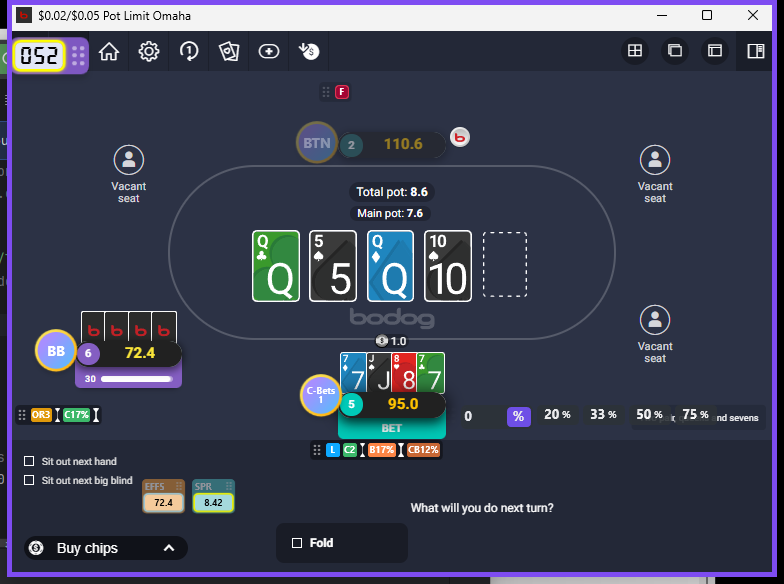 $0.02/$0.05 Pot Limit Omaha
052
1
F
BTN 2 110.6
b
Vacant
seat
Vacant
seat
Total pot: 8.6
Main pot: 7.6
Q Q
5 5
Q Q
10 10
bodog
Vacant
seat
1.0
b b b b
BB 6 72.4
30
7 7
J J
8 8
7 7
C-Bets
1
5 95.0
BET
0 % 20 % 33 % 50 % 75 % nd sevens
OR3 C17%
L C2 B17% CB12%
Sit out next hand
Sit out next big blind
EFFS
72.4
SPR
8.42
What will you do next turn?
Buy chips
Fold